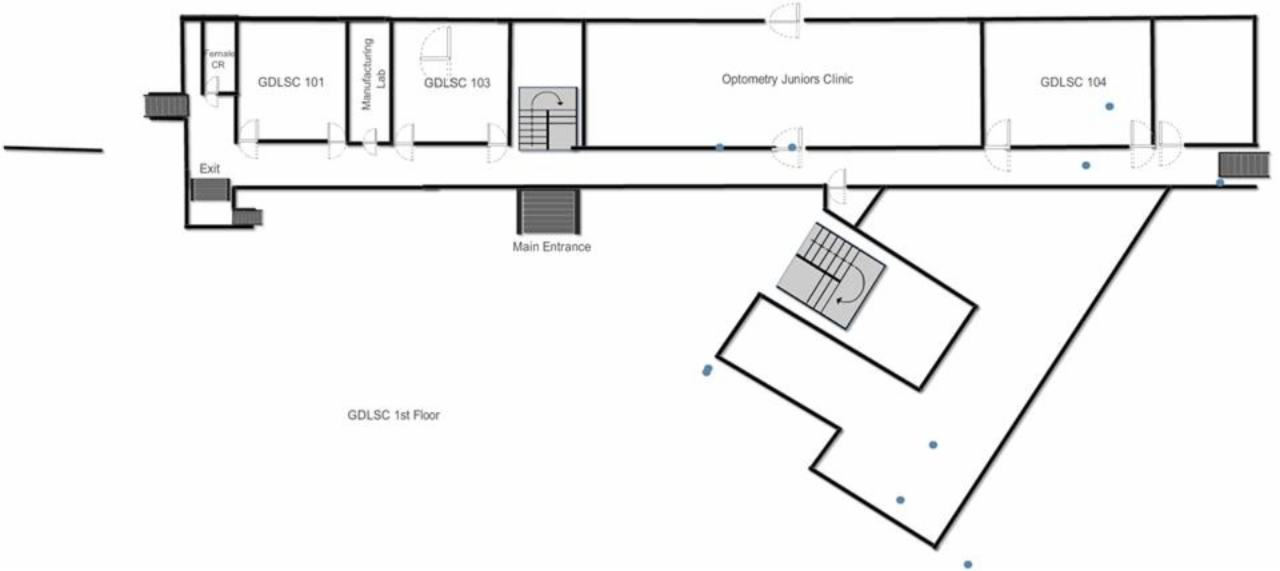 Female
CR
GDLSC 101
Manufacturing
Lab
GDLSC 103
Optometry Juniors Clinic
GDLSC 104
Exit
Main Entrance
GDLSC 1st Floor